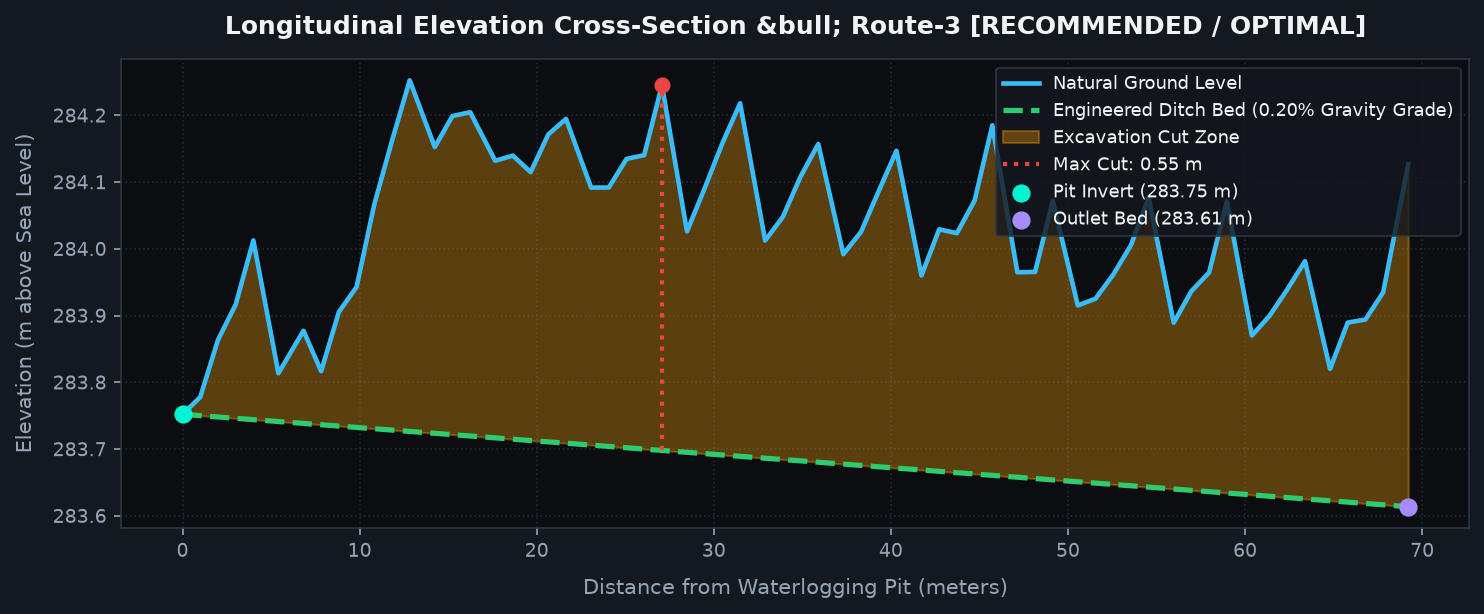 Longitudinal Elevation Cross-Section &bull; Route-3 [RECOMMENDED / OPTIMAL]
Natural Ground Level
Engineered Ditch Bed (0.20% Gravity Grade)
Excavation Cut Zone
Max Cut: 0.55 m
Pit Invert (283.75 m)
Outlet Bed (283.61 m)
Elevation (m above Sea Level)
284.2
284.1
284.0
283.9
283.8
283.7
283.6
0 10 20 30 40 50 60 70
Distance from Waterlogging Pit (meters)